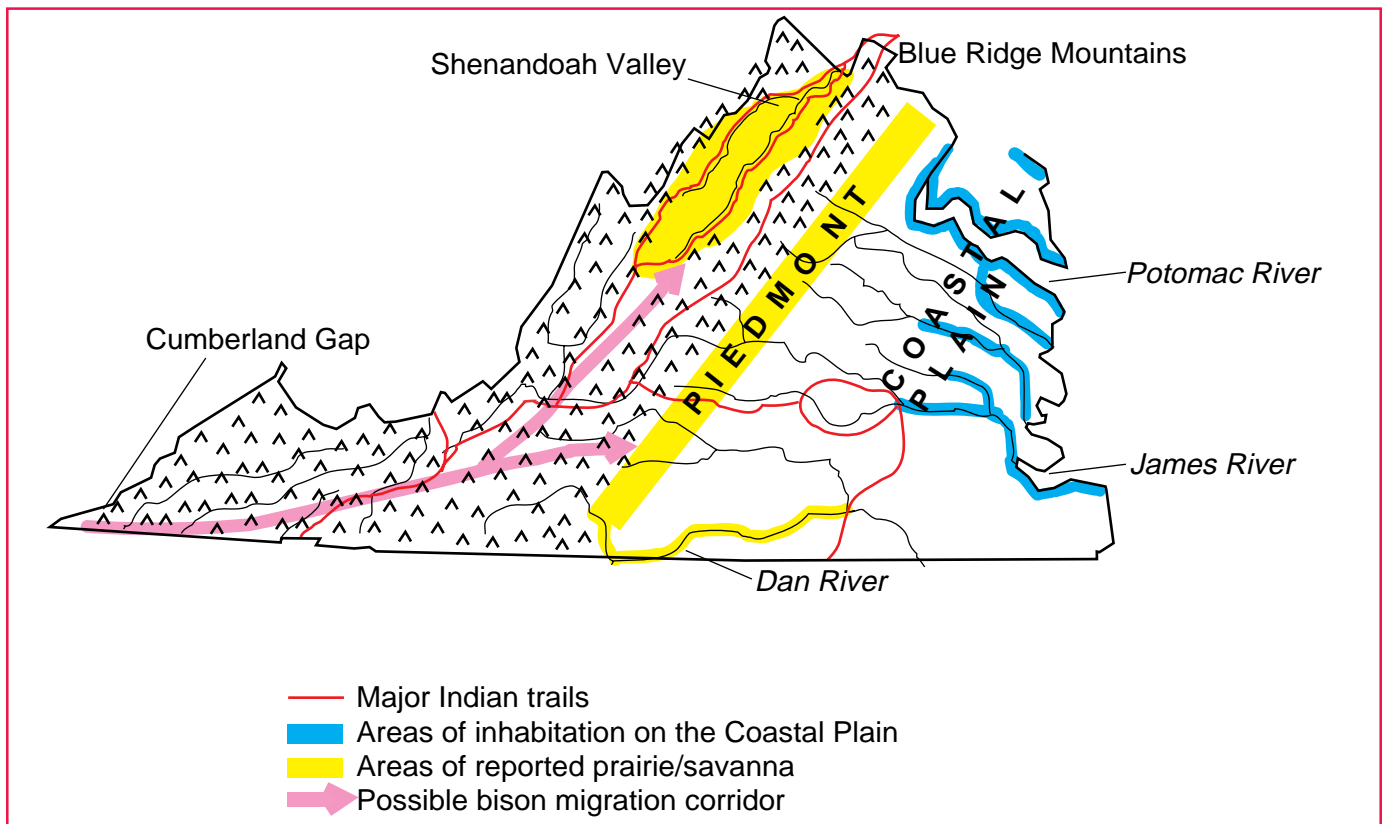 Blue Ridge Mountains
Shenandoah Valley
PIEDMONT
COASTAL
PLAIN
Potomac River
Cumberland Gap
James River
Dan River
Major Indian trails
Areas of inhabitation on the Coastal Plain
Areas of reported prairie/savanna
Possible bison migration corridor